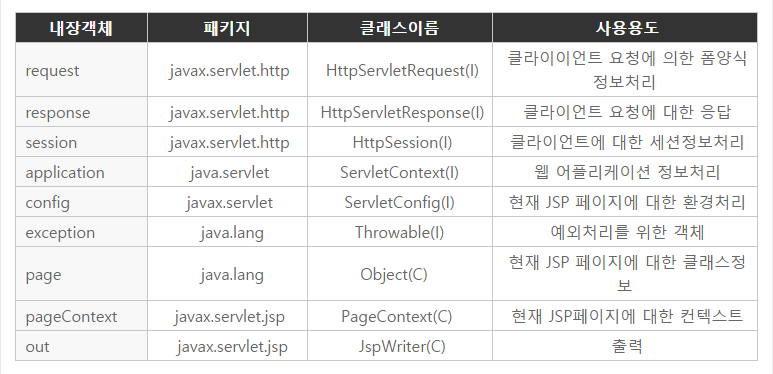 내장객체 패키지 클래스이름 사용용도
request javax.servlet.http HttpServletRequest(I) 클라이이언트 요청에 의한 폼양식
정보처리
response javax.servlet.http HttpServletResponse(I) 클라이언트 요청에 대한 응답
session javax.servlet.http HttpSession(I) 클라이언트에 대한 세션정보처리
application java.servlet ServletContext(I) 웹 어플리케이션 정보처리
config javax.servlet ServletConfig(I) 현재 JSP 페이지에 대한 환경처리
exception java.lang Throwable(I) 예외처리를 위한 객체
page java.lang Object(C) 현재 JSP 페이지에 대한 클래스정
보
pageContext javax.servlet.jsp PageContext(C) 현재 JSP페이지에 대한 컨텍스트
out javax.servlet.jsp JspWriter(C) 출력